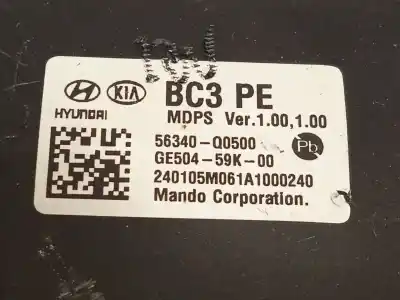 BC3 PE
HYUNDAI KIA
MDPS Ver.1.00,1.00
56340-Q0500
Pb
GE504-59K-00
240105M061A1000240
Mando Corporation.